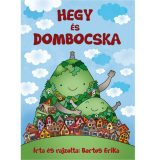 HEGY
és
DOMBOCSKA
Írta és rajzolta: Bartos Erika